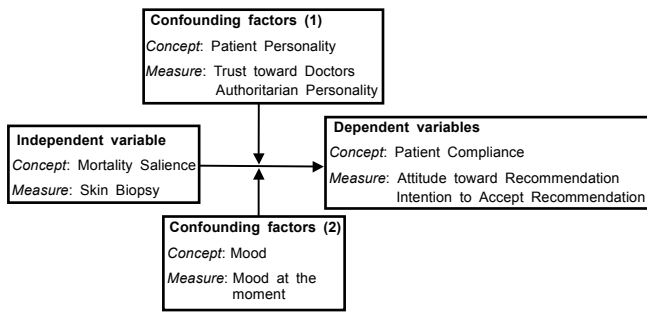 Confounding factors (1)
Concept: Patient Personality
Measure: Trust toward Doctors
Authoritarian Personality
Independent variable
Concept: Mortality Salience
Measure: Skin Biopsy
Dependent variables
Concept: Patient Compliance
Measure: Attitude toward Recommendation
Intention to Accept Recommendation
Confounding factors (2)
Concept: Mood
Measure: Mood at the
moment